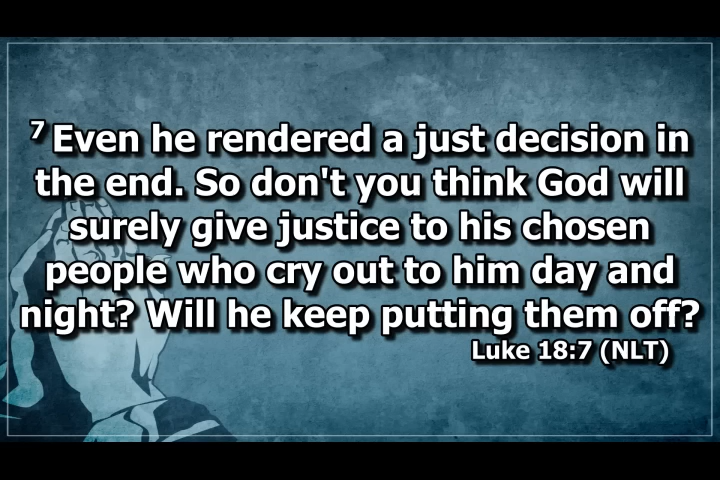 7 Even he rendered a just decision in
the end. So don't you think God will
surely give justice to his chosen
people who cry out to him day and
night? Will he keep putting them off?
Luke 18:7 (NLT)